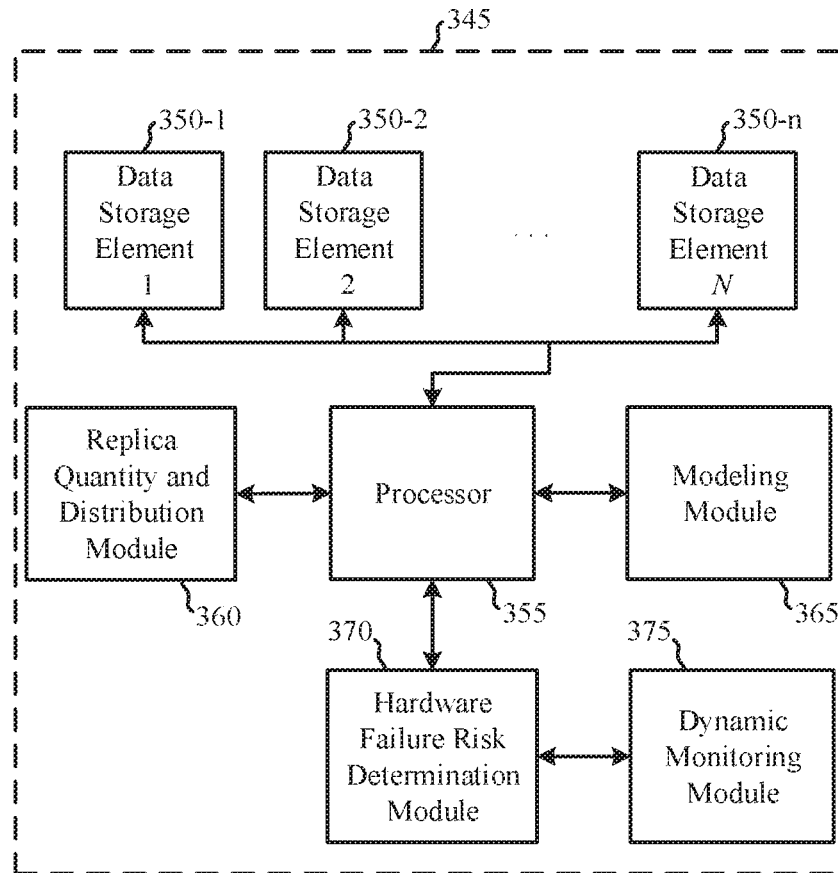 345
350-1
350-2
350-n
Data
Storage
Element
1
Data
Storage
Element
2
. . .
Data
Storage
Element
N
Replica
Quantity and
Distribution
Module
360
Processor
355
Modeling
Module
365
370
Hardware
Failure Risk
Determination
Module
375
Dynamic
Monitoring
Module